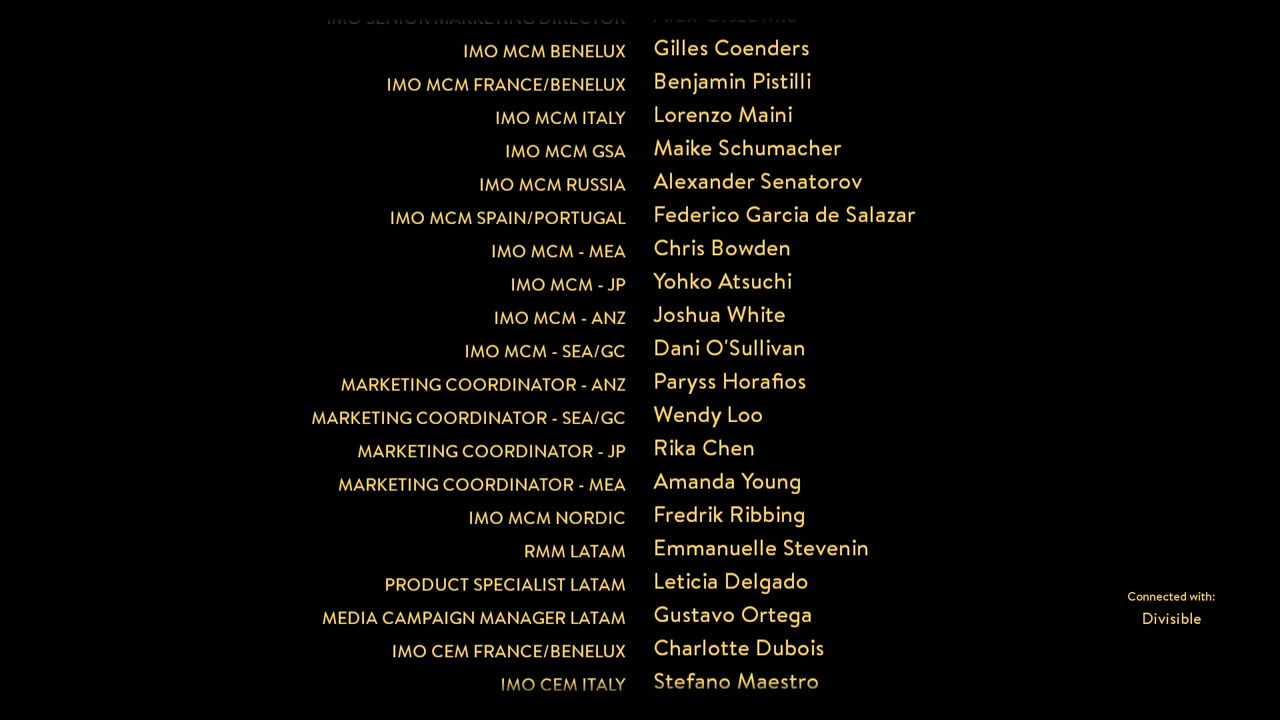 IMO SENIOR MARKETING DIRECTOR
IMO MCM BENELUX Gilles Coenders
IMO MCM FRANCE/BENELUX Benjamin Pistilli
IMO MCM ITALY Lorenzo Maini
IMO MCM GSA Maike Schumacher
IMO MCM RUSSIA Alexander Senatorov
IMO MCM SPAIN/PORTUGAL Federico Garcia de Salazar
IMO MCM - MEA Chris Bowden
IMO MCM - JP Yohko Atsuchi
IMO MCM - ANZ Joshua White
IMO MCM - SEA/GC Dani O'Sullivan
MARKETING COORDINATOR - ANZ Paryss Horafios
MARKETING COORDINATOR - SEA/GC Wendy Loo
MARKETING COORDINATOR - JP Rika Chen
MARKETING COORDINATOR - MEA Amanda Young
IMO MCM NORDIC Fredrik Ribbing
RMM LATAM Emmanuelle Stevenin
PRODUCT SPECIALIST LATAM Leticia Delgado
MEDIA CAMPAIGN MANAGER LATAM Gustavo Ortega
IMO CEM FRANCE/BENELUX Charlotte Dubois
IMO CEM ITALY Stefano Maestro
Connected with:
Divisible